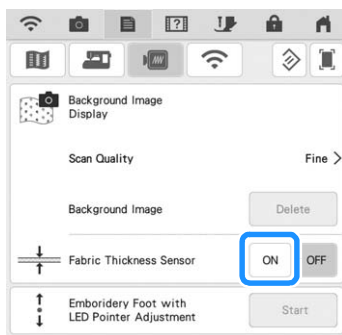 Background Image
Display
Scan Quality
Fine >
Background Image
Delete
Fabric Thickness Sensor
ON
OFF
Emboridery Foot with
LED Pointer Adjustment
Start